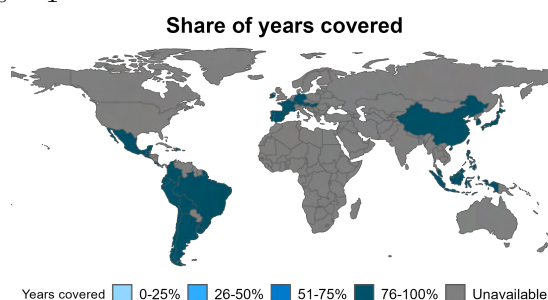 Share of years covered
Years covered 0-25% 26-50% 51-75% 76-100% Unavailable